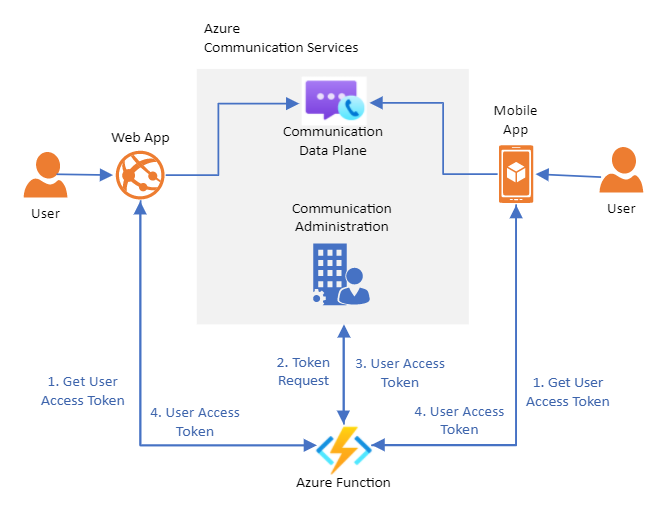 Azure
Communication Services
Communication
Data Plane
Web App
Mobile
App
User
User
Communication
Administration
1. Get User
Access Token
2. Token
Request
3. User Access
Token
1. Get User
Access Token
4. User Access
Token
4. User Access
Token
Azure Function